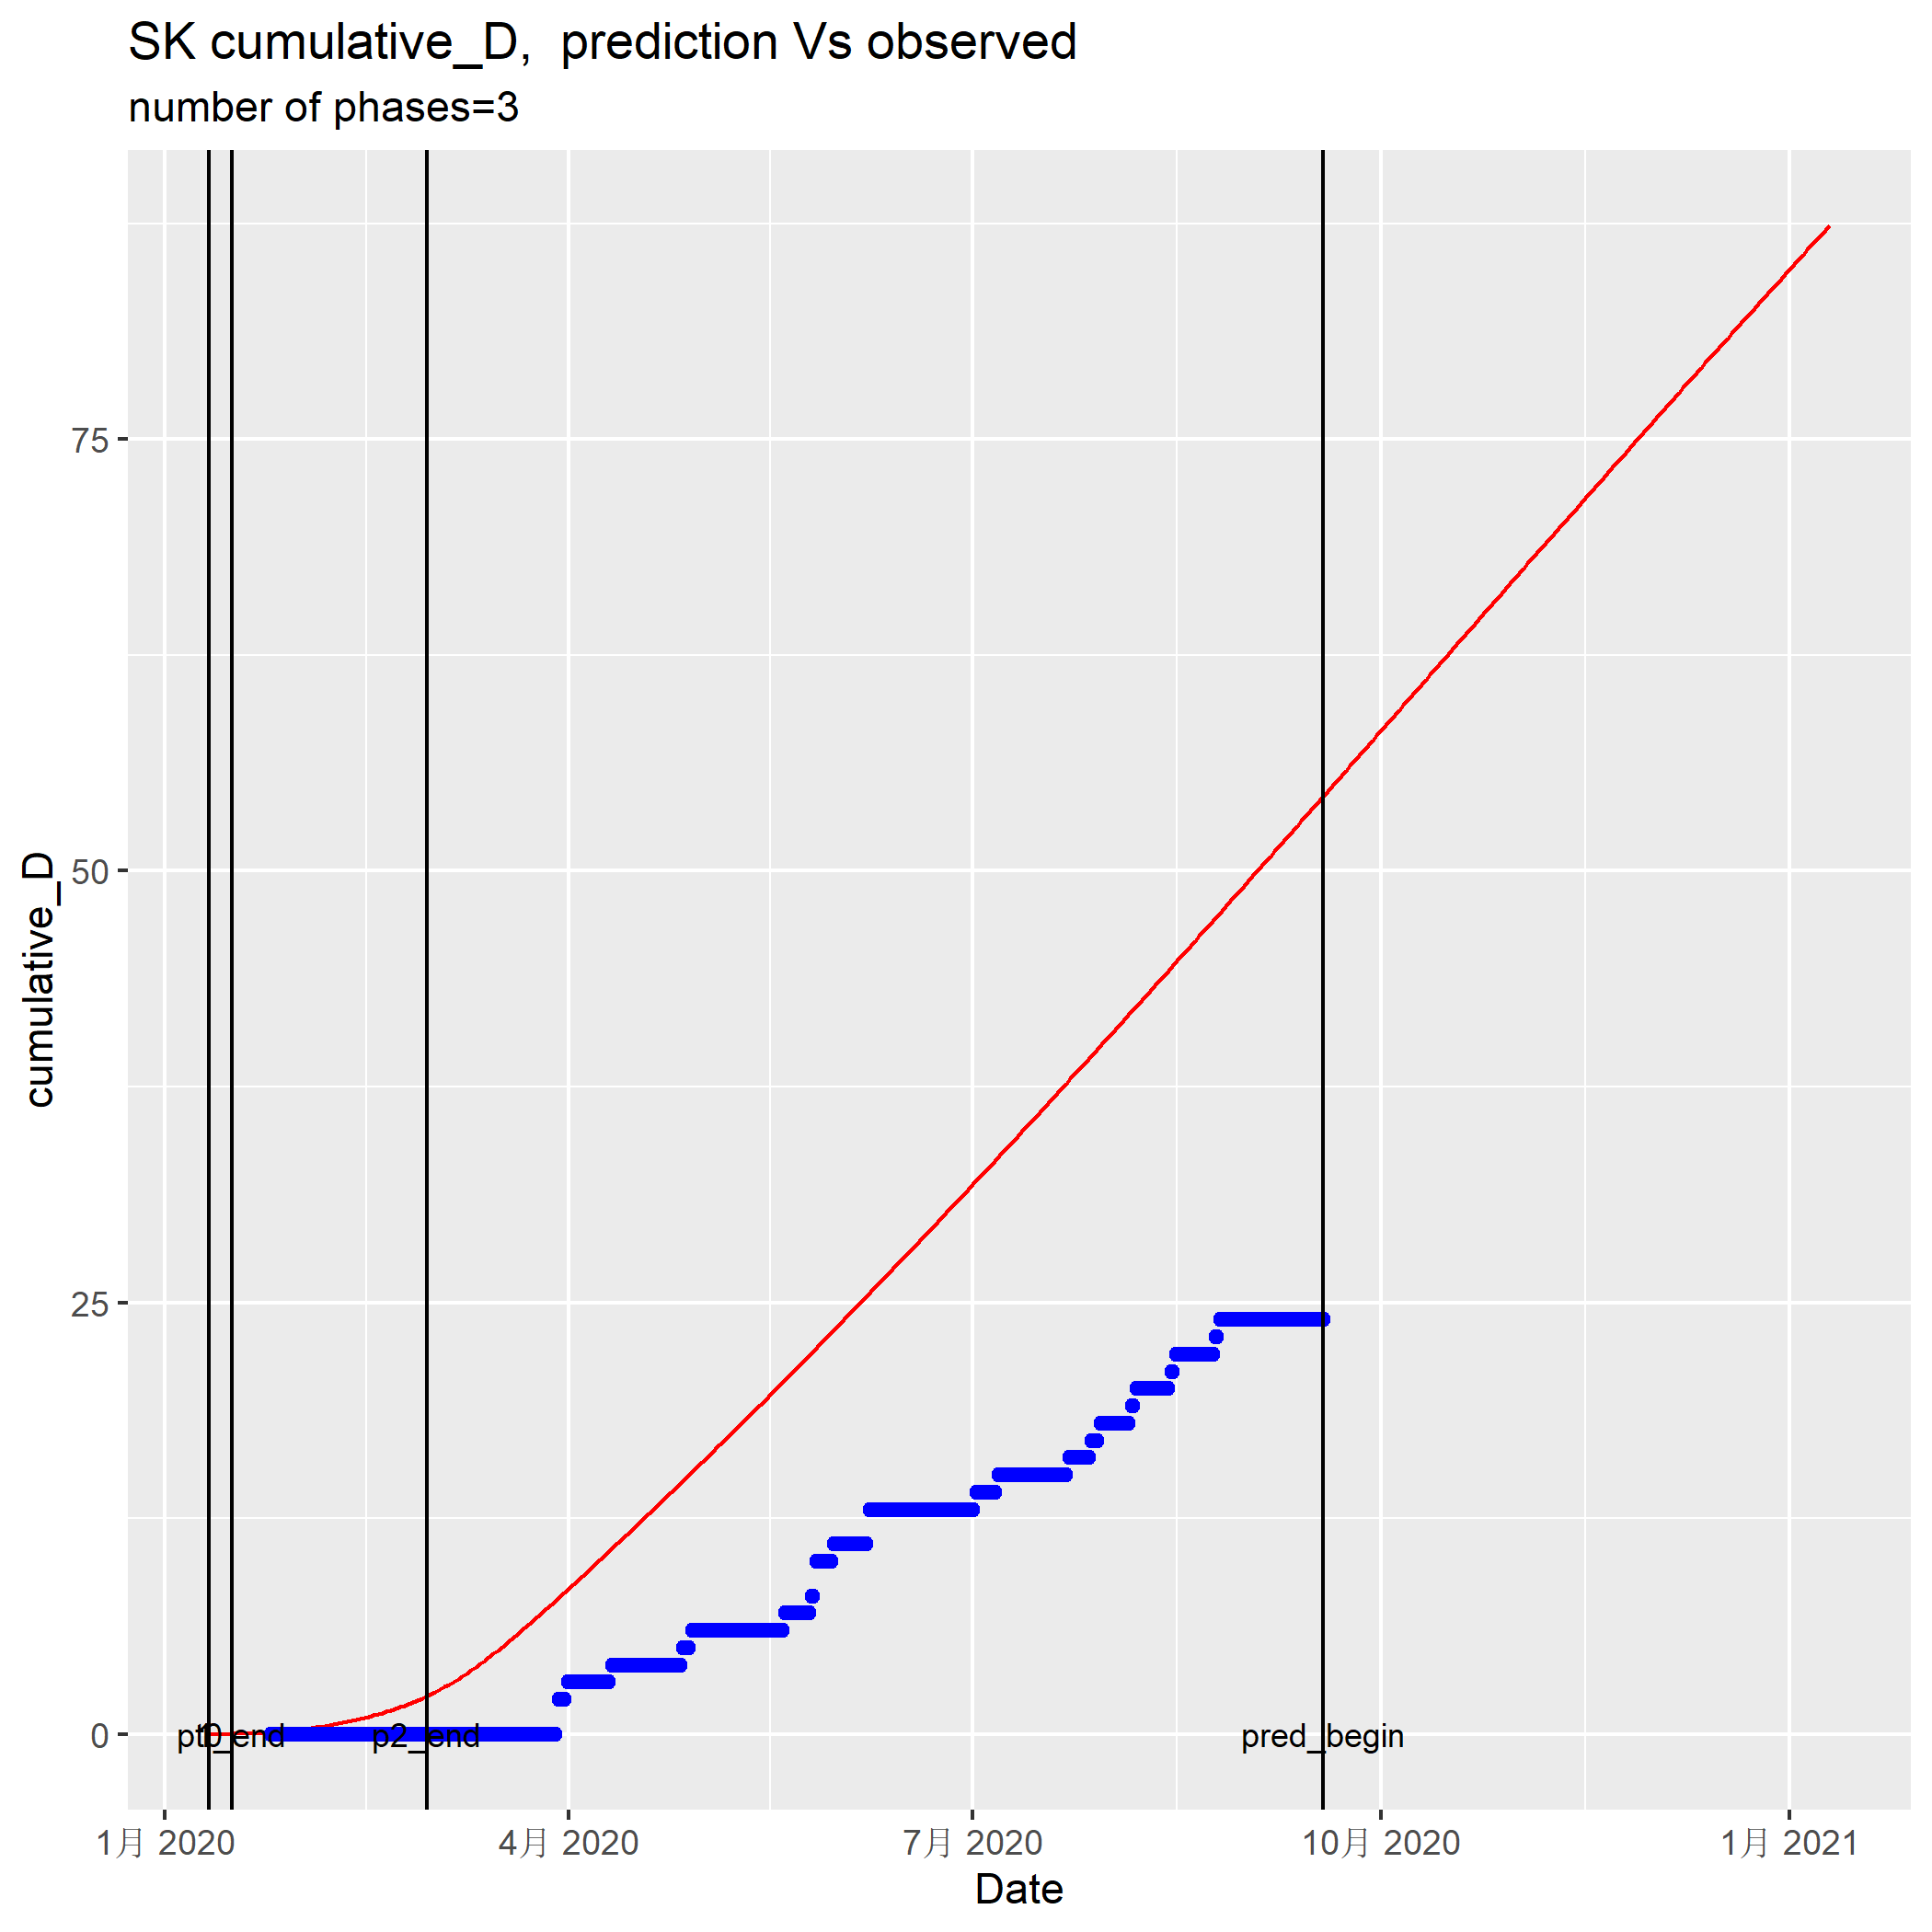 SK cumulative_D,  prediction Vs observed
number of phases=3
cumulative_D
75
50
25
0
p2_end
pred_begin
1月 2020
4月 2020
7月 2020
10月 2020
1月 2021
Date